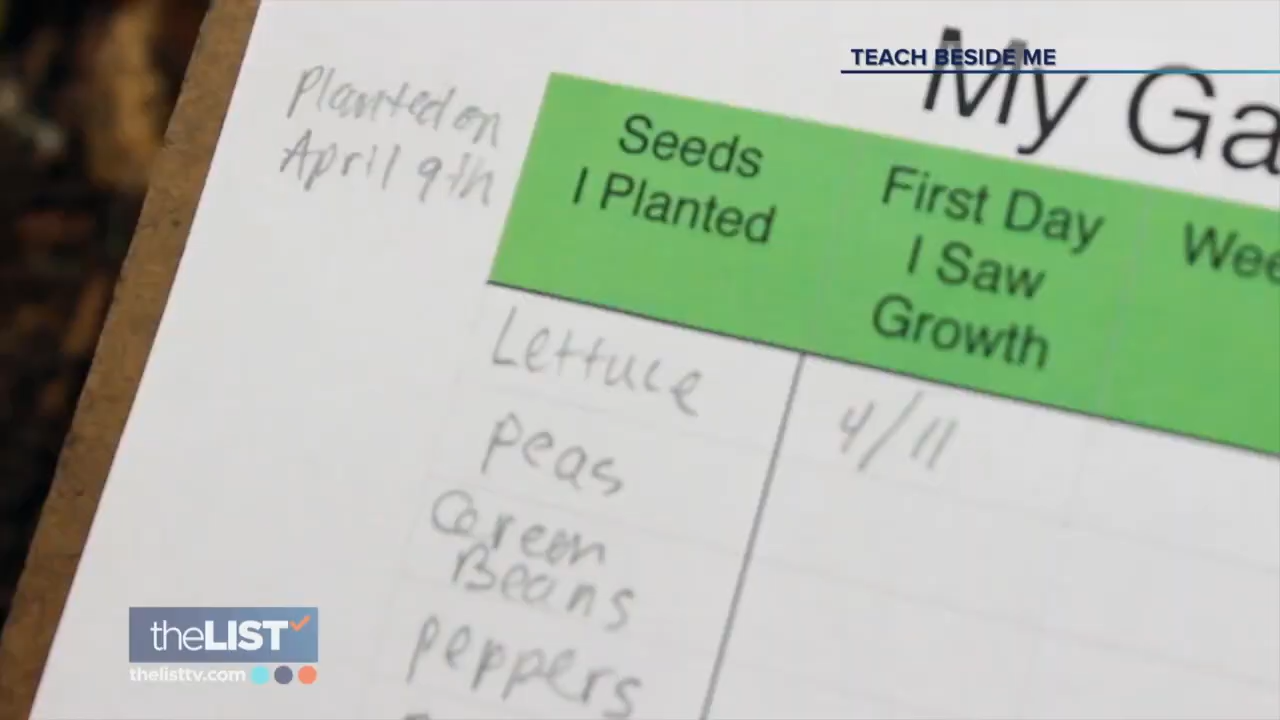 TEACH BESIDE ME
My Ga
Planted on
April 9th
Seeds
I Planted
First Day
I Saw
Growth
Wee
Lettuce
4/11
peas
Green
Beans
peppers
theLIST
thelisttv.com